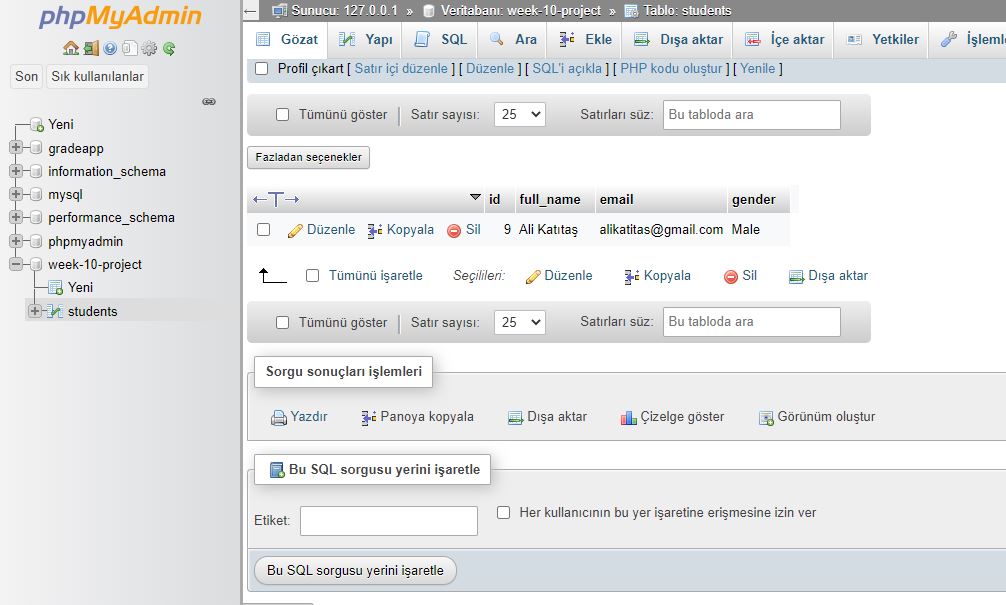 phpMyAdmin
Son Sık kullanılanlar
Yeni
gradeapp
information_schema
mysql
performance_schema
phpmyadmin
week-10-project
Yeni
students
Sunucu: 127.0.0.1 » Veritabanı: week-10-project » Tablo: students
Gözat Yapı SQL Ara Ekle Dışa aktar İçe aktar Yetkiler İşleml
Profil çıkart [ Satır içi düzenle ] [ Düzenle ] [ SQL'i açıkla ] [ PHP kodu oluştur ] [ Yenile ]
Tümünü göster | Satır sayısı: 25 Satırları süz: Bu tabloda ara
Fazladan seçenekler
←T→ id full_name email gender
Düzenle Kopyala Sil 9 Ali Katıtaş alikatitas@gmail.com Male
Tümünü işaretle Seçilileri: Düzenle Kopyala Sil Dışa aktar
Tümünü göster | Satır sayısı: 25 Satırları süz: Bu tabloda ara
Sorgu sonuçları işlemleri
Yazdır Panoya kopyala Dışa aktar Çizelge göster Görünüm oluştur
Bu SQL sorgusu yerini işaretle
Etiket: Her kullanıcının bu yer işaretine erişmesine izin ver
Bu SQL sorgusu yerini işaretle